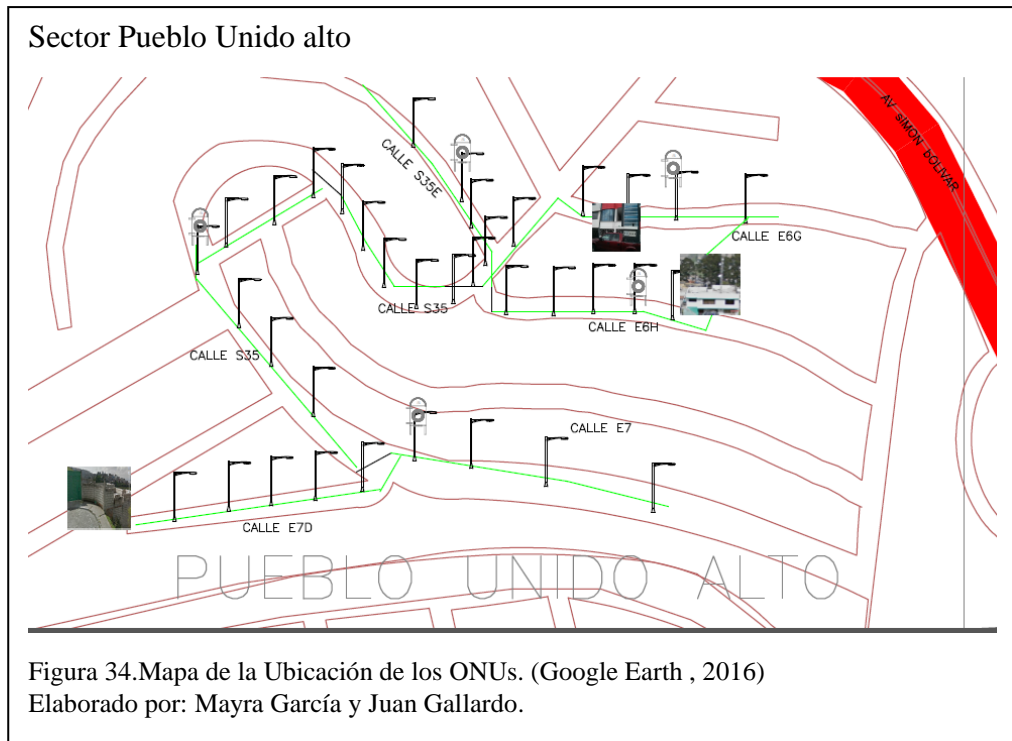 Sector Pueblo Unido alto
AV sIMON bOLIVAR
CALLE S35E
CALLE E6G
CALLE S35
CALLE E6H
CALLE S35
CALLE E7
CALLE E7D
PUEBLO UNIDO ALTO
Figura 34.Mapa de la Ubicación de los ONUs. (Google Earth , 2016)
Elaborado por: Mayra García y Juan Gallardo.